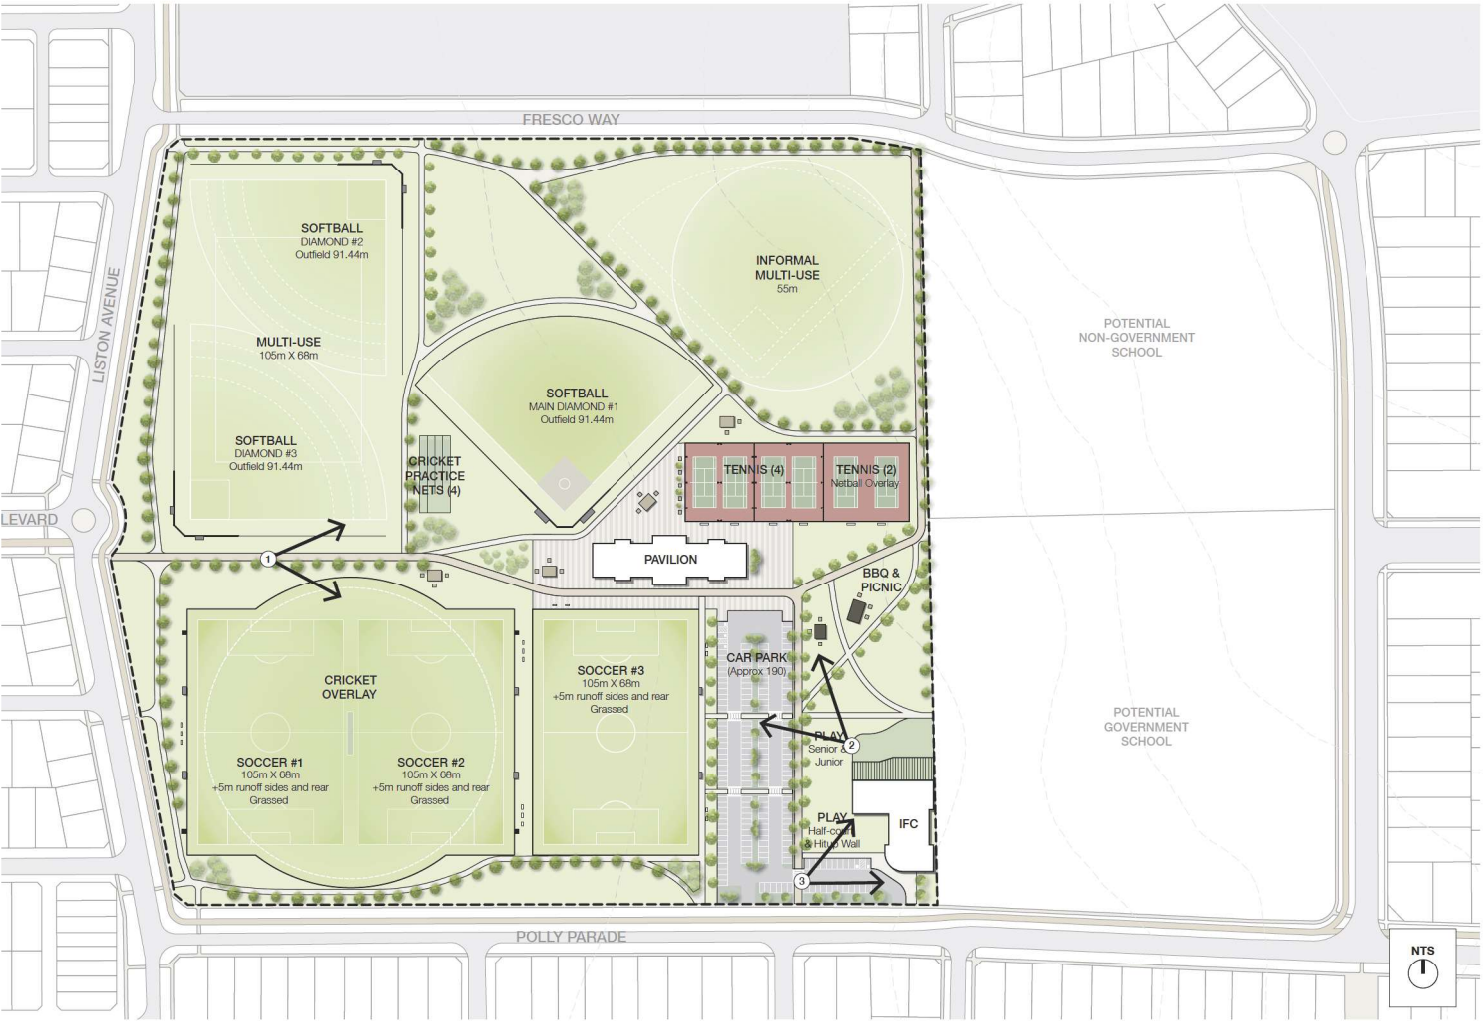 FRESCO WAY
SOFTBALL
DIAMOND #2
Outfield 91.44m
INFORMAL
MULTI-USE
55m
LISTON AVENUE
MULTI-USE
105m X 68m
POTENTIAL
NON-GOVERNMENT
SCHOOL
SOFTBALL
MAIN DIAMOND #1
Outfield 91.44m
SOFTBALL
DIAMOND #3
Outfield 91.44m
CRICKET
PRACTICE
NETS (4)
TENNIS (4)
TENNIS (2)
Netball Overlay
LEVARD
1
PAVILION
BBQ &
PICNIC
CRICKET
OVERLAY
SOCCER #3
105m X 68m
+5m runoff sides and rear
Grassed
CAR PARK
(Approx 190)
PLAY
Senior &
Junior
2
POTENTIAL
GOVERNMENT
SCHOOL
SOCCER #1
105m X 68m
+5m runoff sides and rear
Grassed
SOCCER #2
105m X 68m
+5m runoff sides and rear
Grassed
PLAY
Half-court
& Hitup Wall
IFC
3
POLLY PARADE
NTS